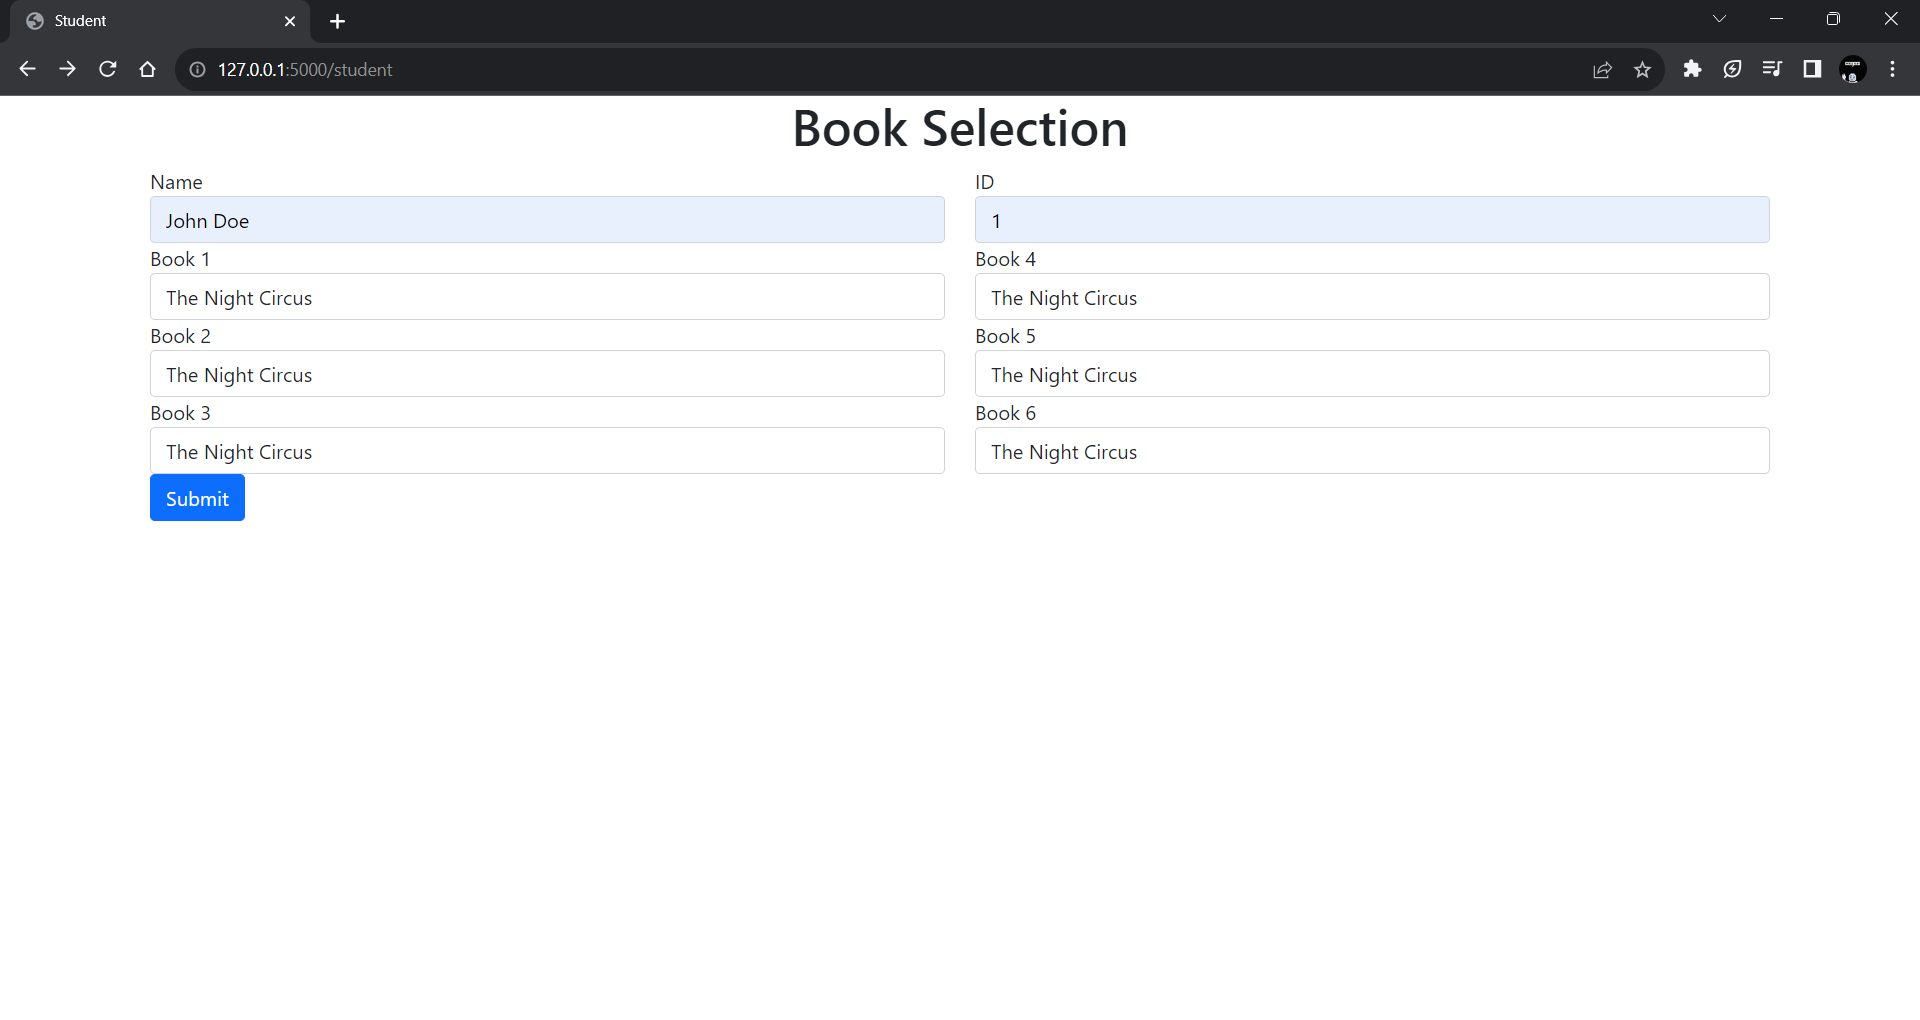 Student
127.0.0.1:5000/student
Book Selection
Name
ID
John Doe
1
Book 1
Book 4
The Night Circus
The Night Circus
Book 2
Book 5
The Night Circus
The Night Circus
Book 3
Book 6
The Night Circus
The Night Circus
Submit